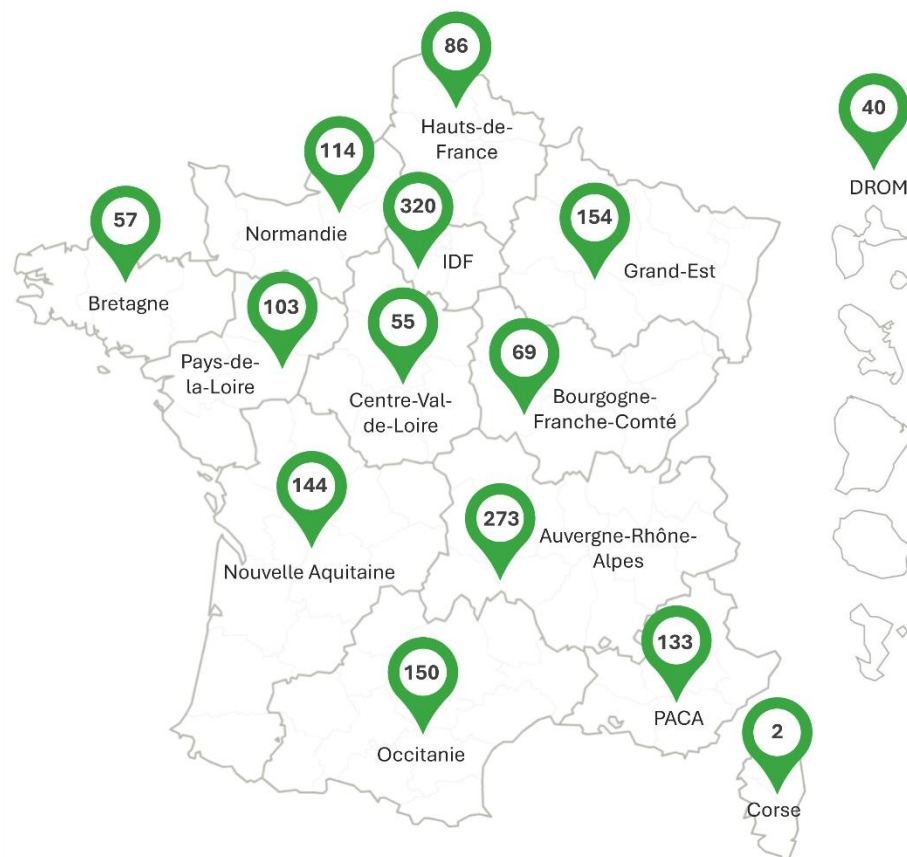 86
Hauts-de-
France
40
DROM
114
Normandie
320
IDF
154
Grand-Est
57
Bretagne
103
Pays-de-
la-Loire
55
Centre-Val-
de-Loire
69
Bourgogne-
Franche-Comté
144
Nouvelle Aquitaine
273
Auvergne-Rhône-
Alpes
150
Occitanie
133
PACA
2
Corse